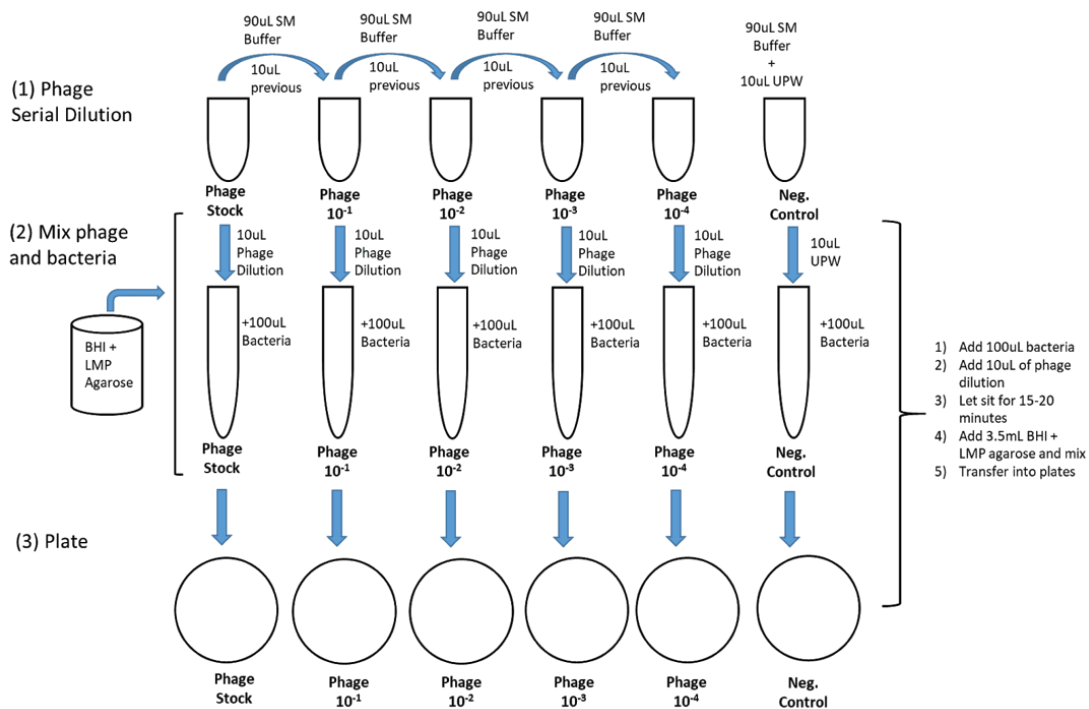 90uL SM
Buffer
90uL SM
Buffer
90uL SM
Buffer
90uL SM
Buffer
90uL SM
Buffer
+
10uL UPW
10uL
previous
10uL
previous
10uL
previous
10uL
previous
(1) Phage
Serial Dilution
Phage
Stock
Phage
10⁻¹
Phage
10⁻²
Phage
10⁻³
Phage
10⁻⁴
Neg.
Control
(2) Mix phage
and bacteria
10uL
Phage
Dilution
10uL
Phage
Dilution
10uL
Phage
Dilution
10uL
Phage
Dilution
10uL
Phage
Dilution
10uL
UPW
BHI +
LMP
Agarose
+100uL
Bacteria
+100uL
Bacteria
+100uL
Bacteria
+100uL
Bacteria
+100uL
Bacteria
+100uL
Bacteria
1) Add 100uL bacteria
2) Add 10uL of phage
dilution
3) Let sit for 15-20
minutes
4) Add 3.5mL BHI +
LMP agarose and mix
5) Transfer into plates
Phage
Stock
Phage
10⁻¹
Phage
10⁻²
Phage
10⁻³
Phage
10⁻⁴
Neg.
Control
(3) Plate
Phage
Stock
Phage
10⁻¹
Phage
10⁻²
Phage
10⁻³
Phage
10⁻⁴
Neg.
Control